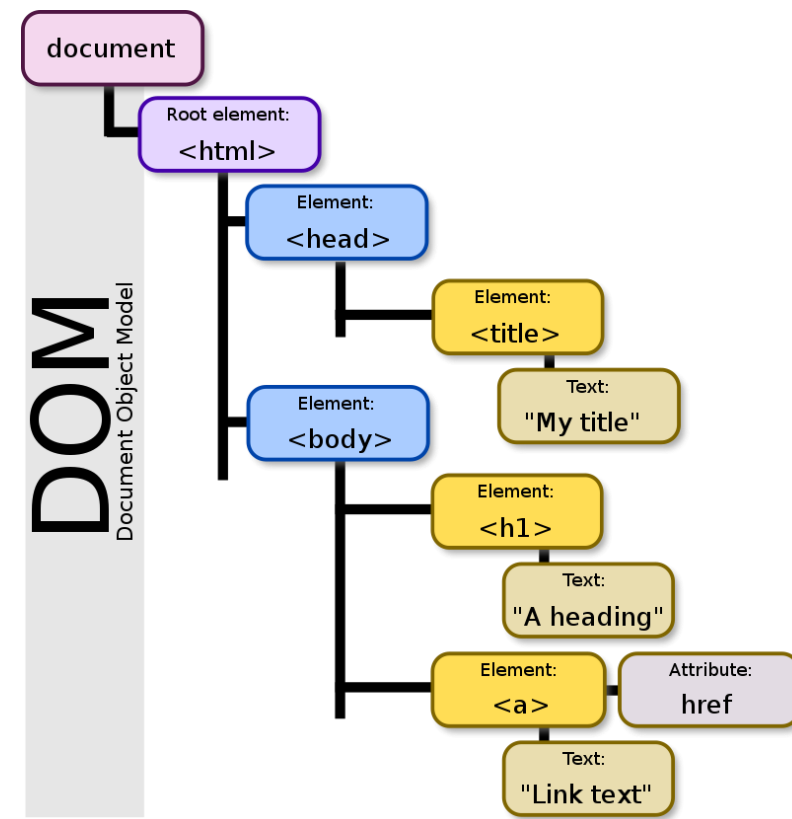 document
Root element:
<html>
Element:
<head>
Element:
<title>
Text:
"My title"
Element:
<body>
Element:
<h1>
Text:
"A heading"
Element:
<a>
Attribute:
href
Text:
"Link text"
DOM
Document Object Model